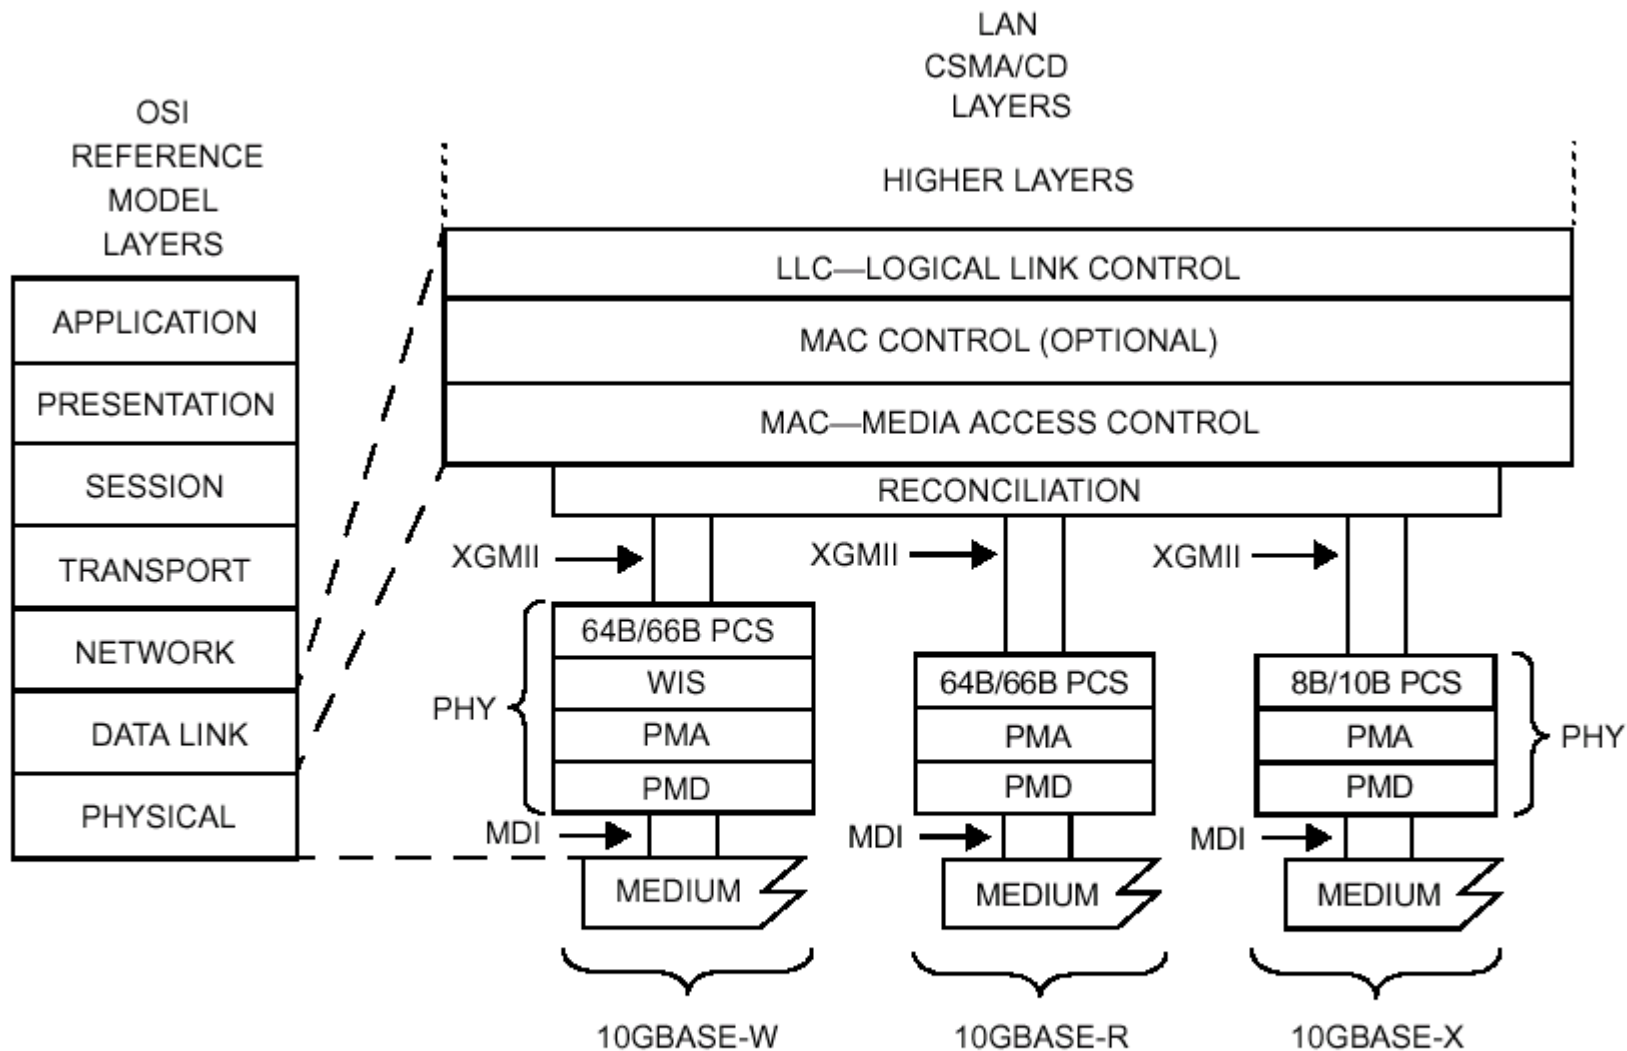 LAN
CSMA/CD
LAYERS
OSI
REFERENCE
MODEL
LAYERS
HIGHER LAYERS
LLC—LOGICAL LINK CONTROL
MAC CONTROL (OPTIONAL)
MAC—MEDIA ACCESS CONTROL
RECONCILIATION
APPLICATION
PRESENTATION
SESSION
TRANSPORT
NETWORK
DATA LINK
PHYSICAL
XGMII
XGMII
XGMII
PHY
64B/66B PCS
WIS
PMA
PMD
MDI
MEDIUM
10GBASE-W
64B/66B PCS
PMA
PMD
MDI
MEDIUM
10GBASE-R
8B/10B PCS
PMA
PMD
PHY
MDI
MEDIUM
10GBASE-X